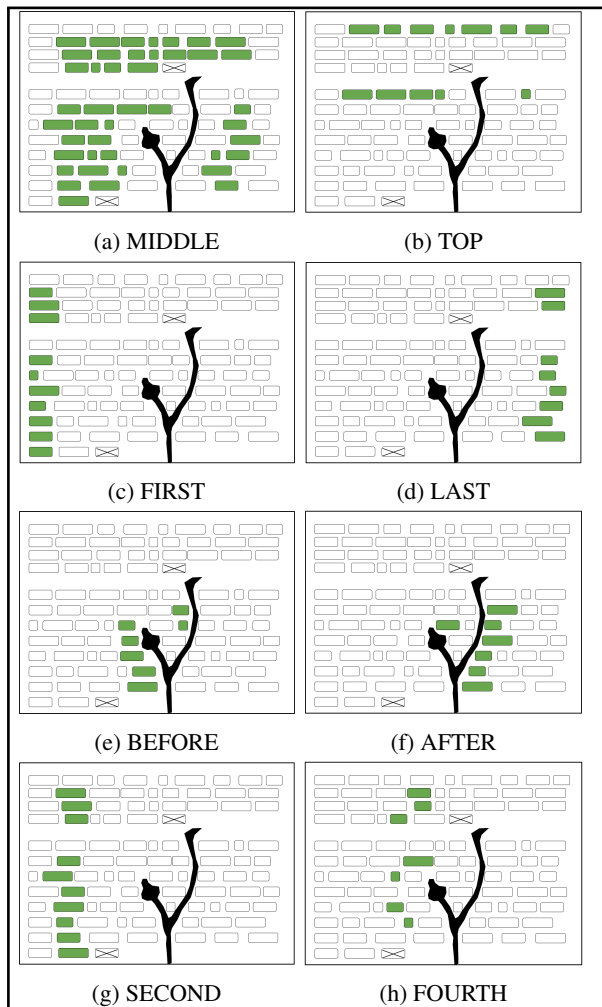 (a) MIDDLE
(b) TOP
(c) FIRST
(d) LAST
(e) BEFORE
(f) AFTER
(g) SECOND
(h) FOURTH